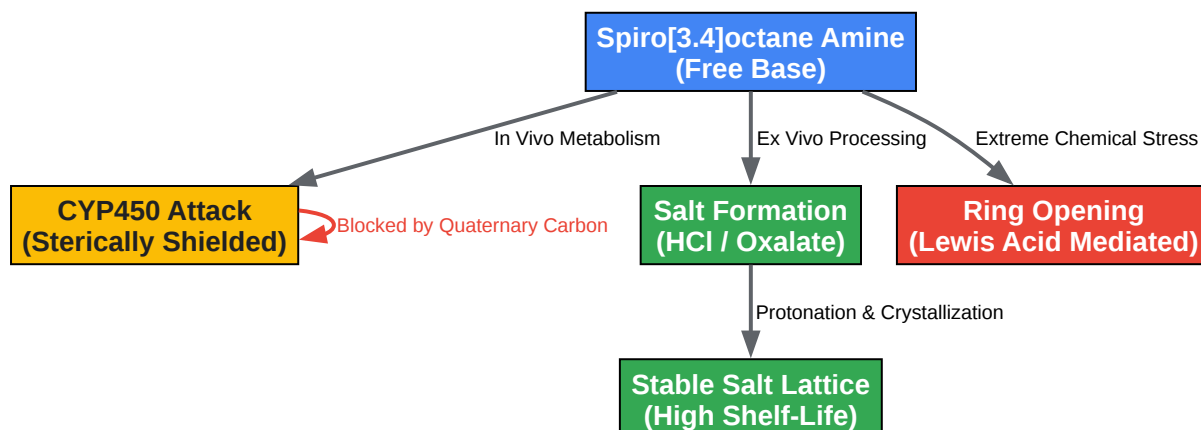 Spiro[3.4]octane Amine
(Free Base)
In Vivo Metabolism
Ex Vivo Processing
Extreme Chemical Stress
CYP450 Attack
(Sterically Shielded)
Blocked by Quaternary Carbon
Salt Formation
(HCl / Oxalate)
Ring Opening
(Lewis Acid Mediated)
Protonation & Crystallization
Stable Salt Lattice
(High Shelf-Life)